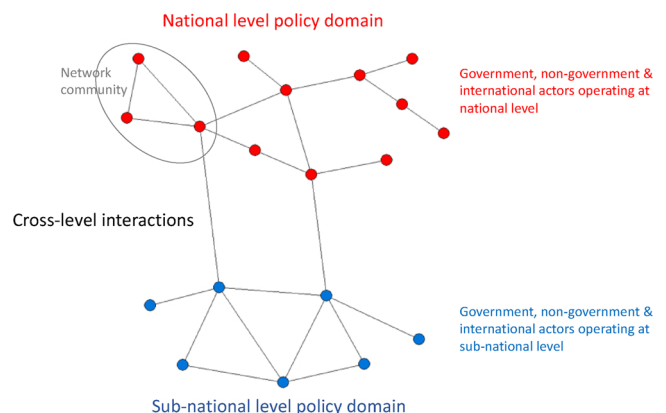 National level policy domain
Network
community
Government, non-government &
international actors operating at
national level
Cross-level interactions
Government, non-government &
international actors operating at
sub-national level
Sub-national level policy domain